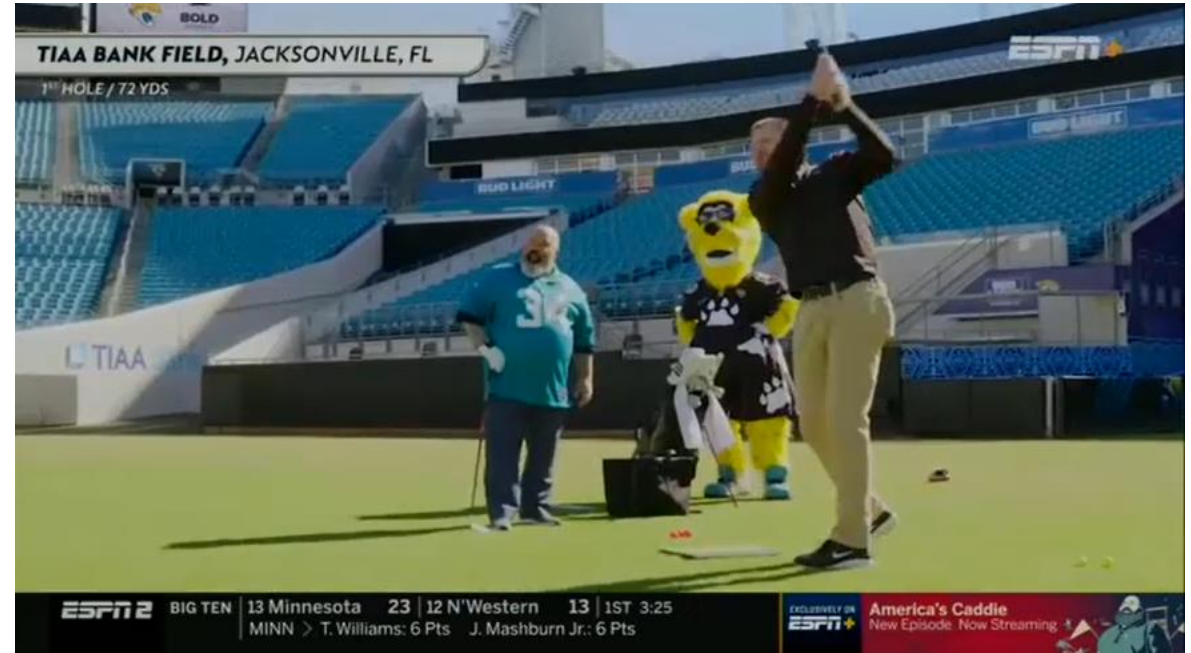 BOLD
TIAA BANK FIELD, JACKSONVILLE, FL
1ST HOLE / 72 YDS
ESPN+
BUD LIGHT
BUD LIGHT
BUD
TIAA BANK
ESPN2
BIG TEN
13 Minnesota 23
12 N'Western 13
1ST 3:25
MINN > T. Williams: 6 Pts J. Mashburn Jr.: 6 Pts
EXCLUSIVELY ON
ESPN+
America's Caddie
New Episode Now Streaming